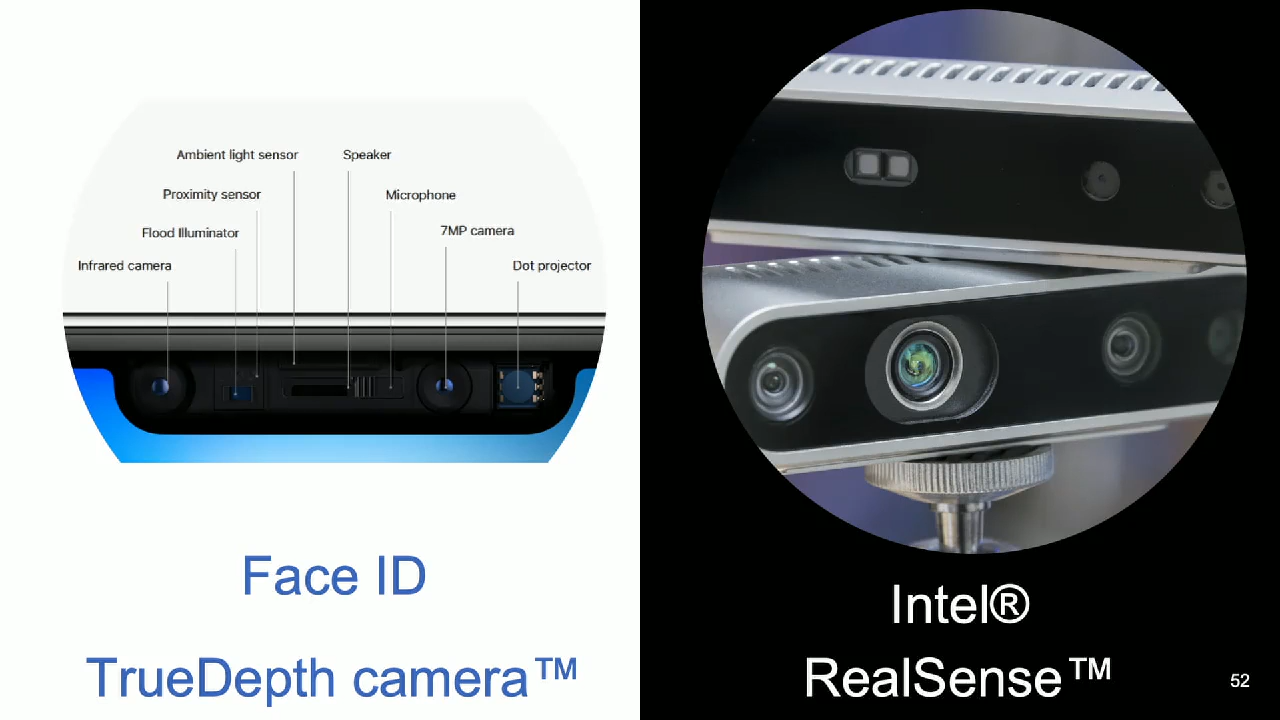 Ambient light sensor
Speaker
Proximity sensor
Microphone
Flood Illuminator
7MP camera
Infrared camera
Dot projector
Face ID
TrueDepth camera™
Intel®
RealSense™
52